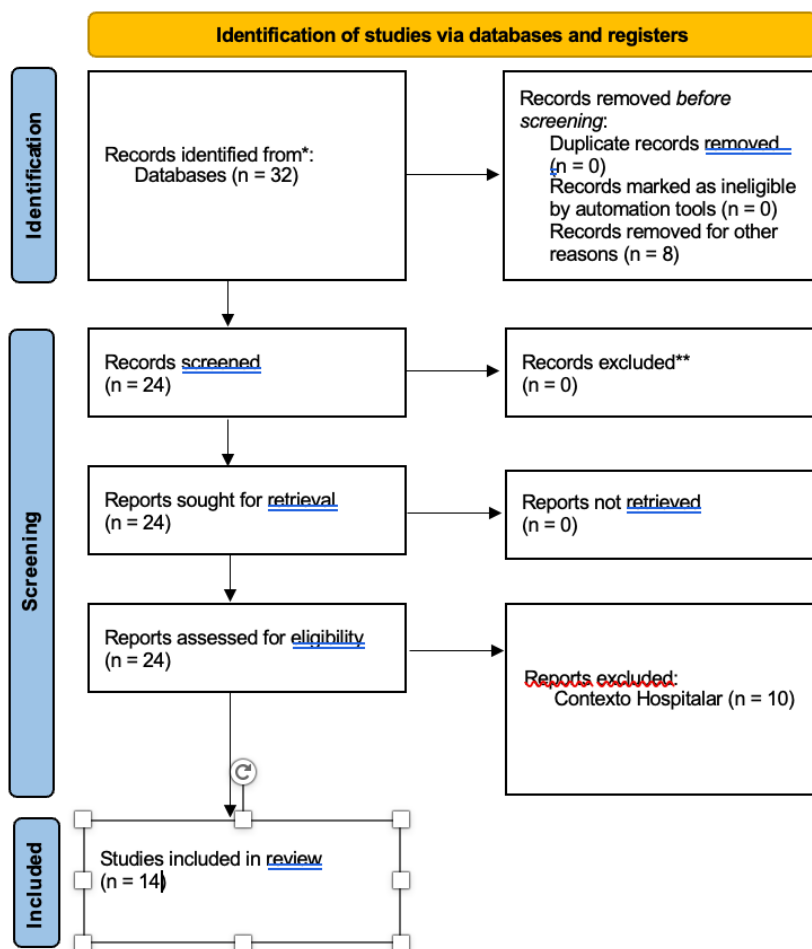 Identification of studies via databases and registers
Identification
Records identified from*:
Databases (n = 32)
Records removed before
screening:
Duplicate records removed
(n = 0)
Records marked as ineligible
by automation tools (n = 0)
Records removed for other
reasons (n = 8)
Screening
Records screened
(n = 24)
Records excluded**
(n = 0)
Reports sought for retrieval
(n = 24)
Reports not retrieved
(n = 0)
Reports assessed for eligibility
(n = 24)
Reports excluded:
Contexto Hospitalar (n = 10)
Included
Studies included in review
(n = 14)